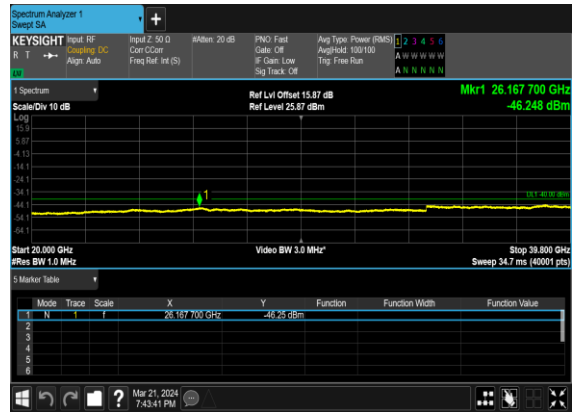 Spectrum Analyzer 1
Swept SA
+
KEYSIGHT Input: RF Input Z: 50 Ω #Atten: 20 dB PNO: Fast Avg Type: Power (RMS) 1 2 3 4 5 6
R T Coupling: DC Corr CCorr Gate: Off Avg|Hold: 100/100 A W W W W W
Align: Auto Freq Ref: Int (S) IF Gain: Low Trig: Free Run
Sig Track: Off A N N N N N
1 Spectrum Ref Lvl Offset 15.87 dB Mkr1 26.167 700 GHz
Scale/Div 10 dB Ref Level 25.87 dBm -46.248 dBm
Log
15.9
5.87
-4.13
-14.1
-24.1
-34.1
-44.1
-54.1
-64.1
1
Start 20.000 GHz Video BW 3.0 MHz* Stop 39.800 GHz
#Res BW 1.0 MHz Sweep 34.7 ms (40001 pts)
5 Marker Table
Mode Trace Scale X Y Function Function Width Function Value
1 N 1 f 26.167 700 GHz -46.25 dBm
2
3
4
5
6
? Mar 21, 2024
7:43:41 PM